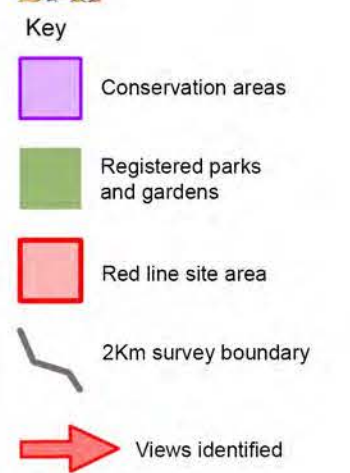 Key
Conservation areas
Registered parks
and gardens
Red line site area
2Km survey boundary
Views identified